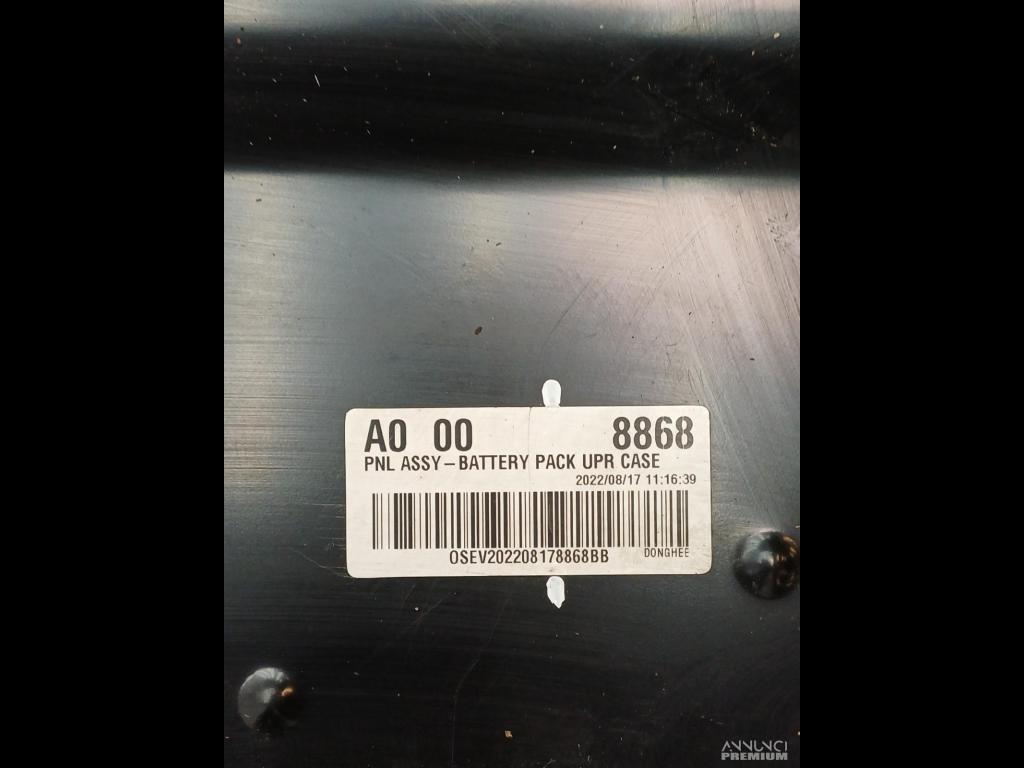 A0 00 8868
PNL ASSY-BATTERY PACK UPR CASE
2022/08/17 11:16:39
OSEV202208178868BB
DONGHEE
ANNUNCI
PREMIUM